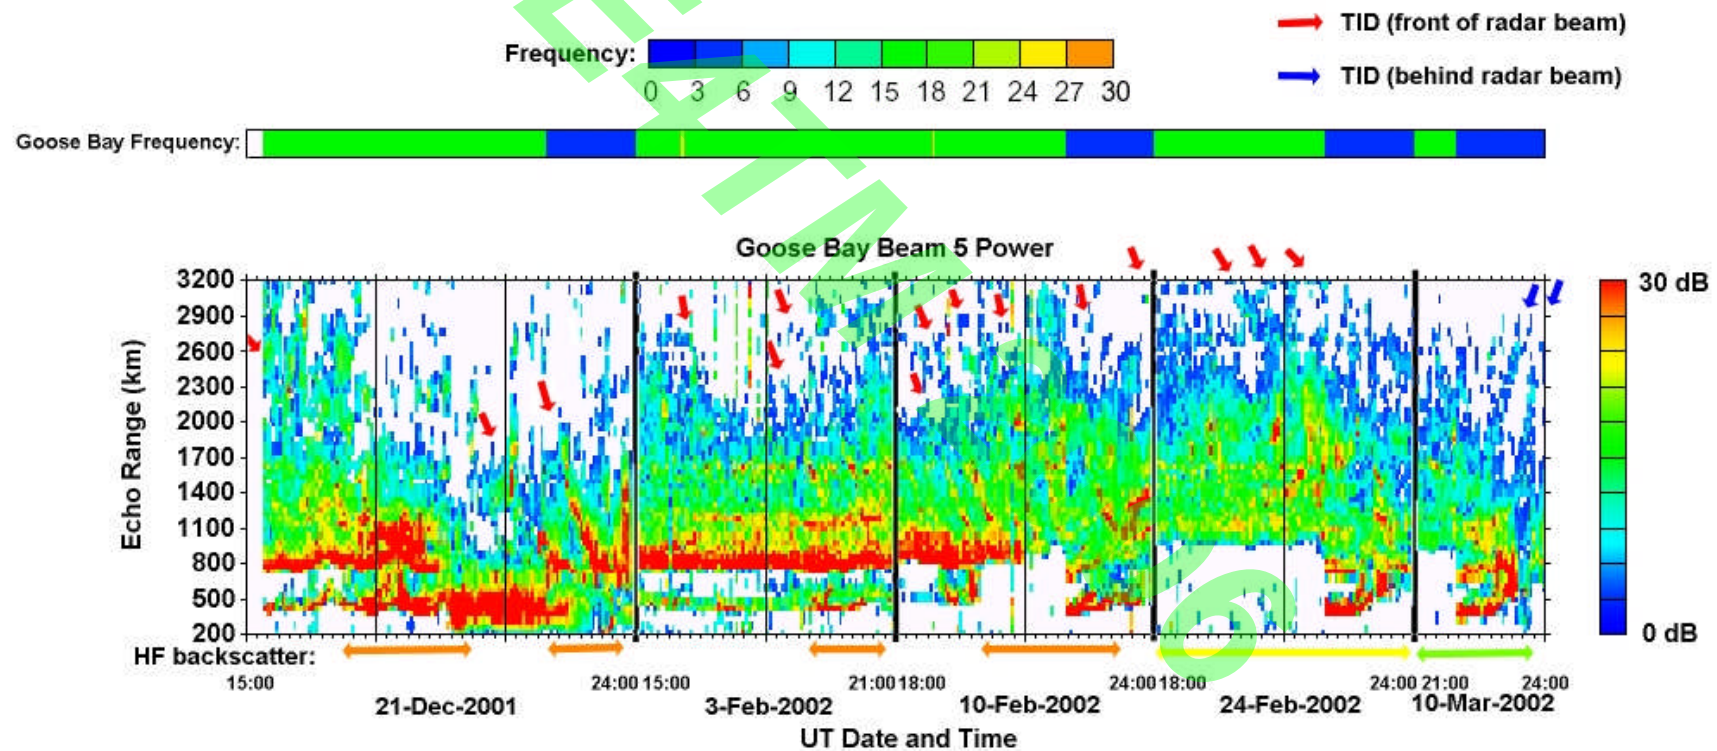 TID (front of radar beam)
Frequency:
TID (behind radar beam)
0 3 6 9 12 15 18 21 24 27 30
Goose Bay Frequency:
Goose Bay Beam 5 Power
3200
2900
2600
2300
2000
1700
1400
1100
800
500
200
Echo Range (km)
30 dB
0 dB
HF backscatter:
15:00 24:00 15:00 21:00 18:00 24:00 18:00 24:00 21:00 24:00
21-Dec-2001 3-Feb-2002 10-Feb-2002 24-Feb-2002 10-Mar-2002
UT Date and Time